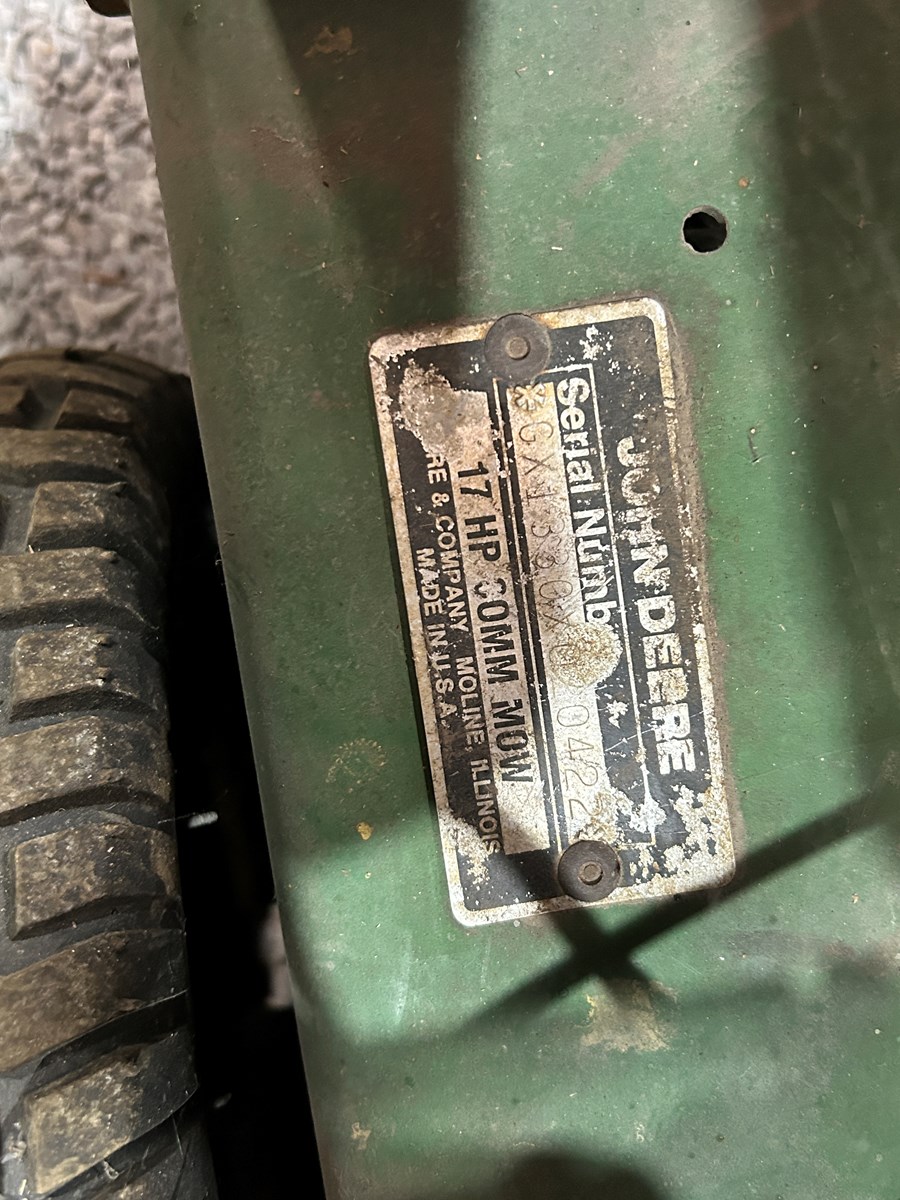 JOHN DEERE
Serial Numb
17 HP COMM MOW
RE & COMPANY MOLINE, ILLINOIS
MADE IN U.S.A.